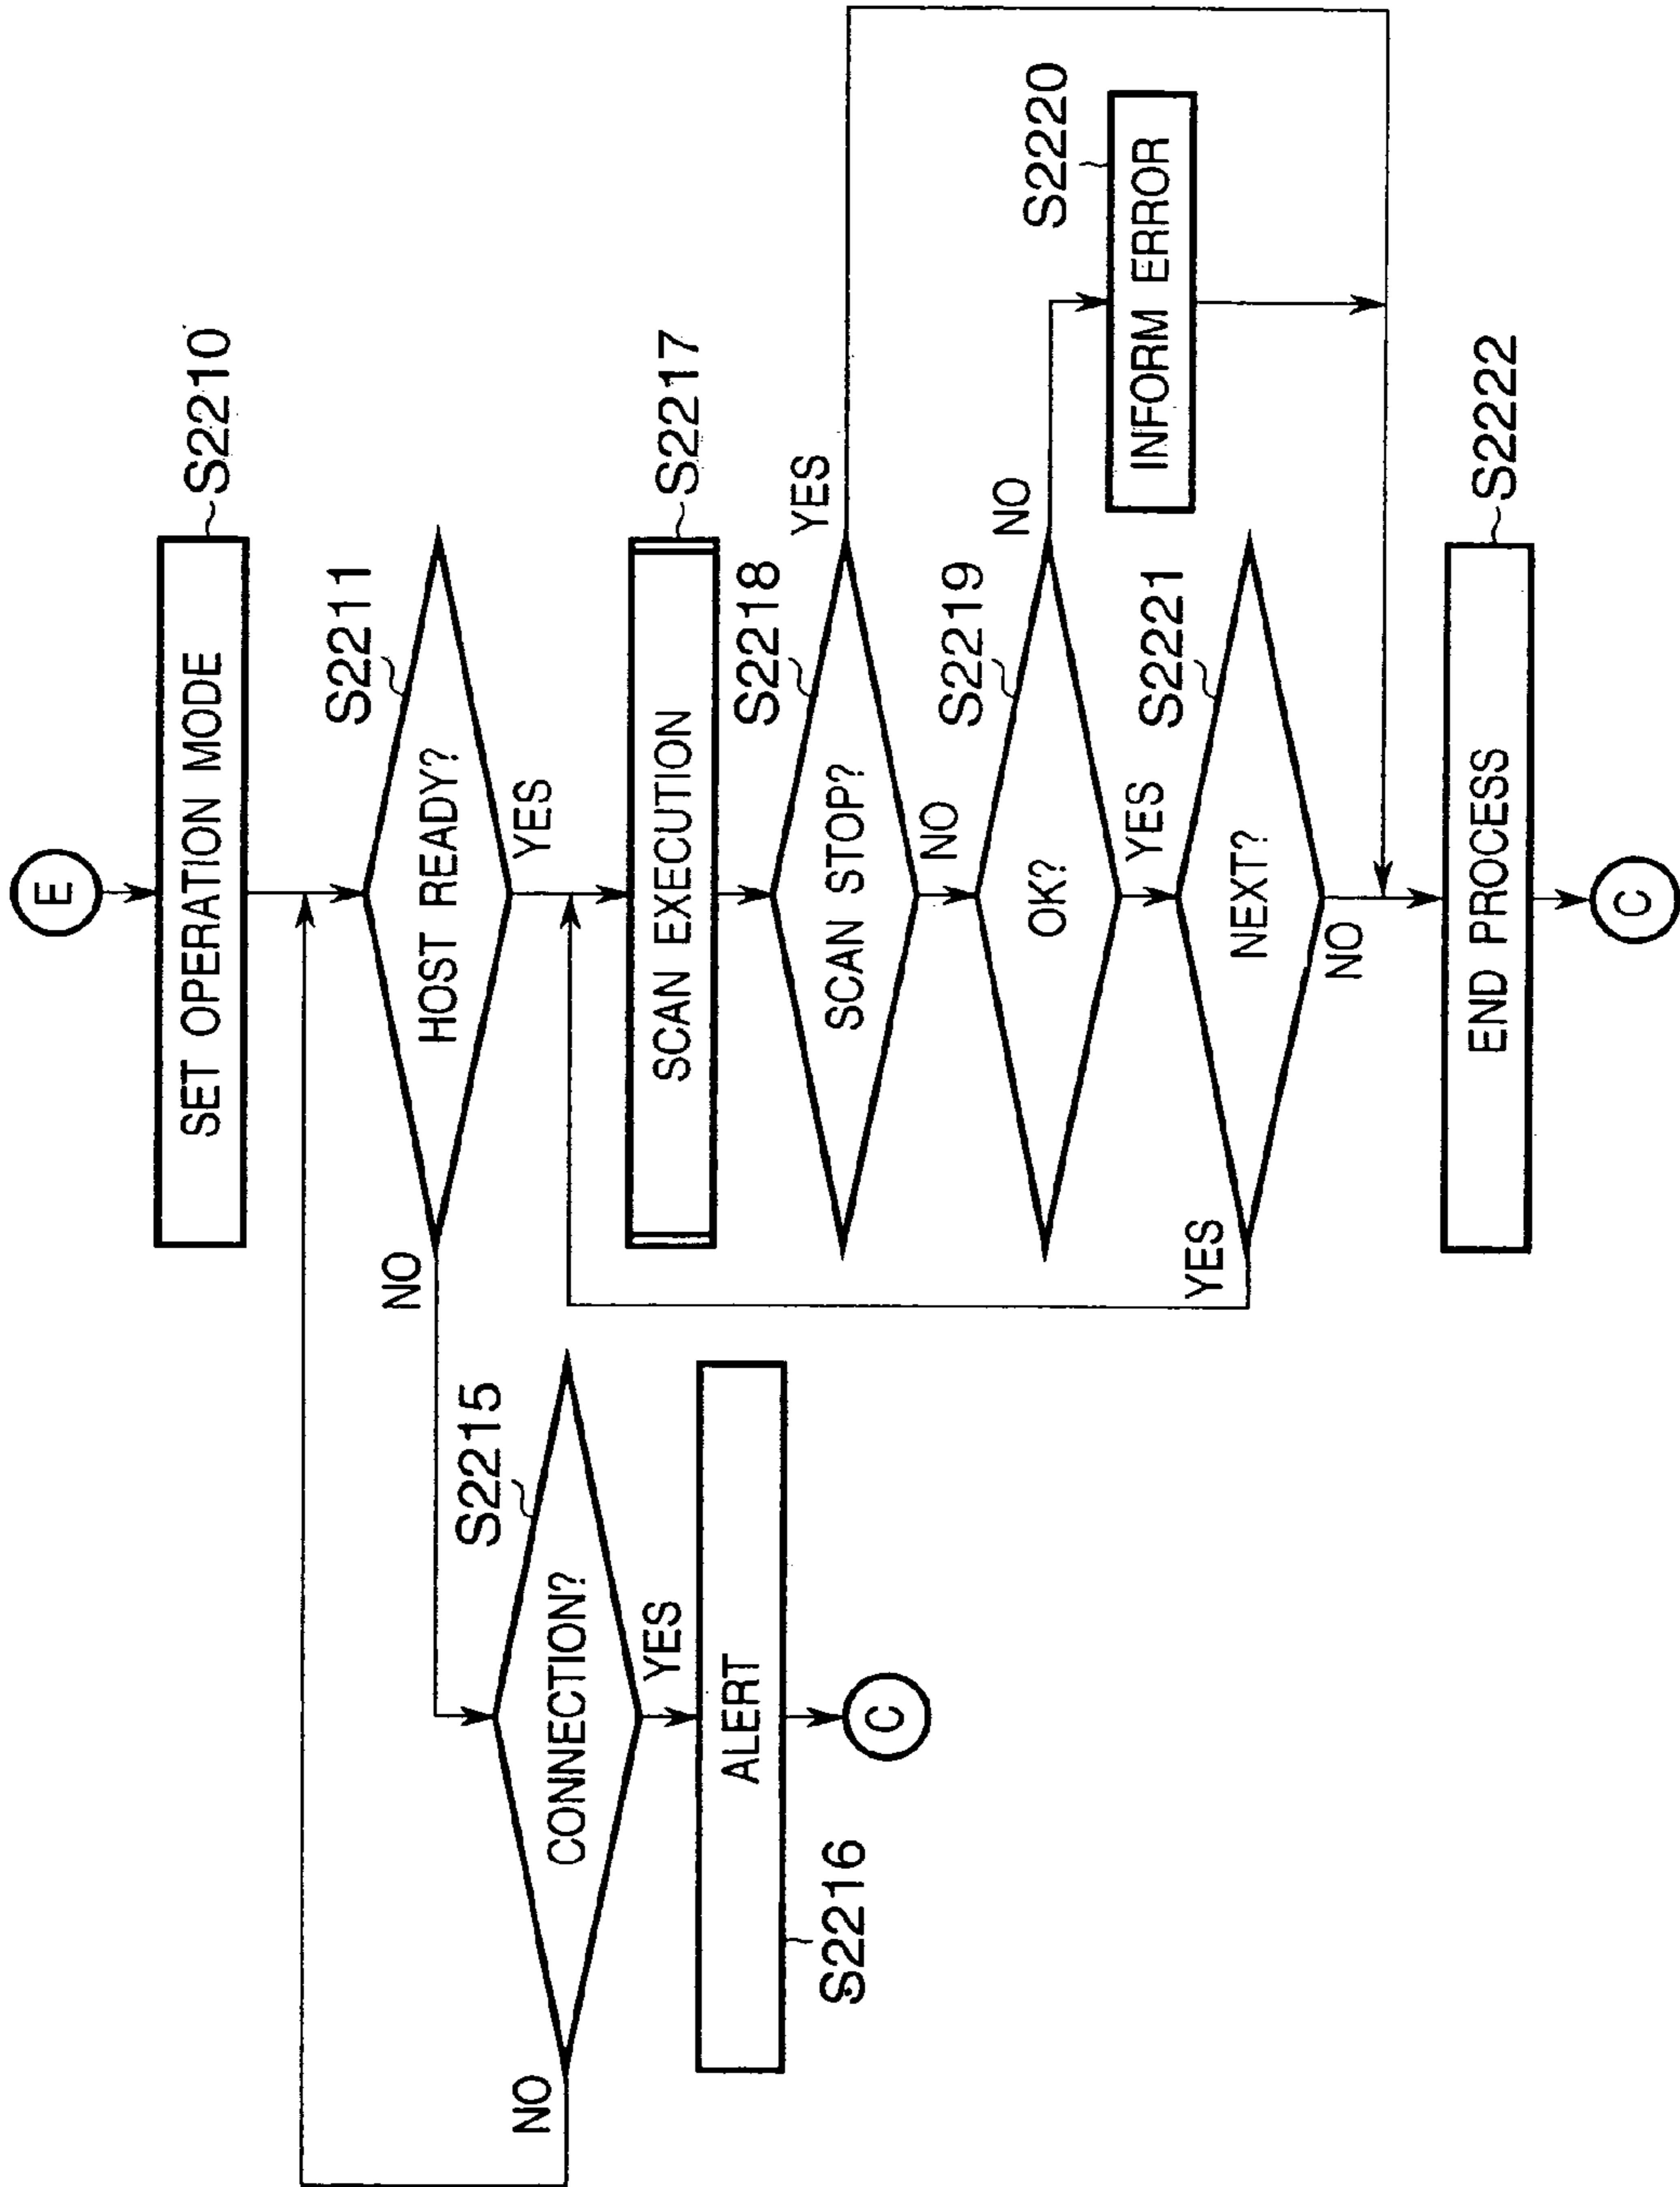 E
SET OPERATION MODE
S2210
HOST READY?
S2211
NO
YES
CONNECTION?
S2215
NO
YES
ALERT
S2216
C
SCAN EXECUTION
S2217
SCAN STOP?
S2218
YES
NO
OK?
S2219
NO
YES
INFORM ERROR
S2220
NEXT?
S2221
YES
NO
END PROCESS
S2222
C